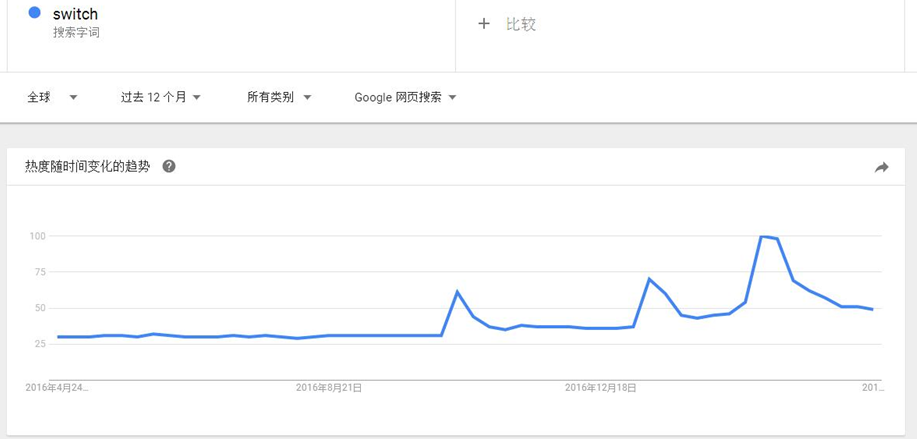 switch
搜索字词
+ 比较
全球
过去 12 个月
所有类别
Google 网页搜索
热度随时间变化的趋势
100
75
50
25
2016年4月24…
2016年8月21日
2016年12月18日
201…